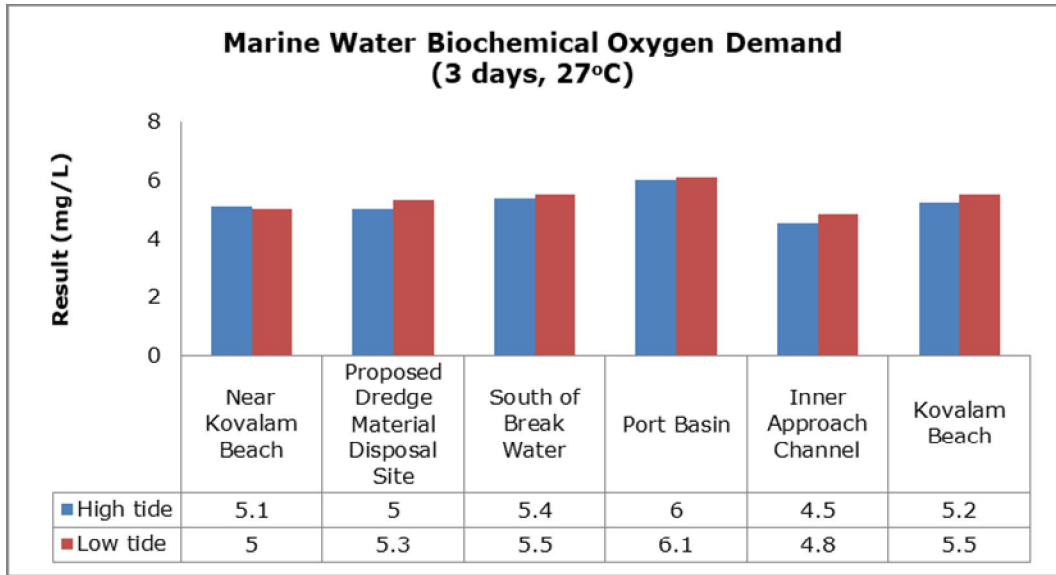 Marine Water Biochemical Oxygen Demand
(3 days, 27°C)
Result (mg/L)
8
6
4
2
0
Near Kovalam Beach
Proposed Dredge Material Disposal Site
South of Break Water
Port Basin
Inner Approach Channel
Kovalam Beach
High tide 5.1 5 5.4 6 4.5 5.2
Low tide 5 5.3 5.5 6.1 4.8 5.5